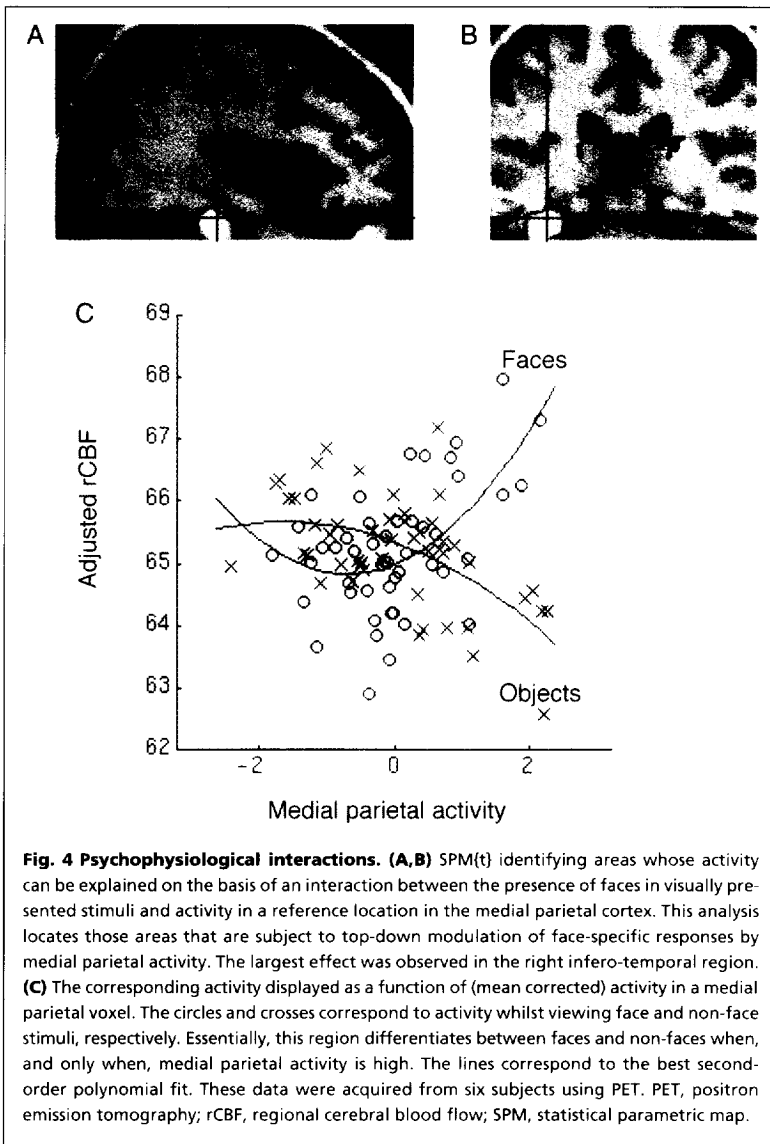 A
B
C
69
68
67
66
65
64
63
62
Adjusted rCBF
Faces
Objects
-2
0
2
Medial parietal activity
Fig. 4 Psychophysiological interactions. (A,B) SPM{t} identifying areas whose activity
can be explained on the basis of an interaction between the presence of faces in visually pre-
sented stimuli and activity in a reference location in the medial parietal cortex. This analysis
locates those areas that are subject to top-down modulation of face-specific responses by
medial parietal activity. The largest effect was observed in the right infero-temporal region.
(C) The corresponding activity displayed as a function of (mean corrected) activity in a medial
parietal voxel. The circles and crosses correspond to activity whilst viewing face and non-face
stimuli, respectively. Essentially, this region differentiates between faces and non-faces when,
and only when, medial parietal activity is high. The lines correspond to the best second-
order polynomial fit. These data were acquired from six subjects using PET. PET, positron
emission tomography; rCBF, regional cerebral blood flow; SPM, statistical parametric map.